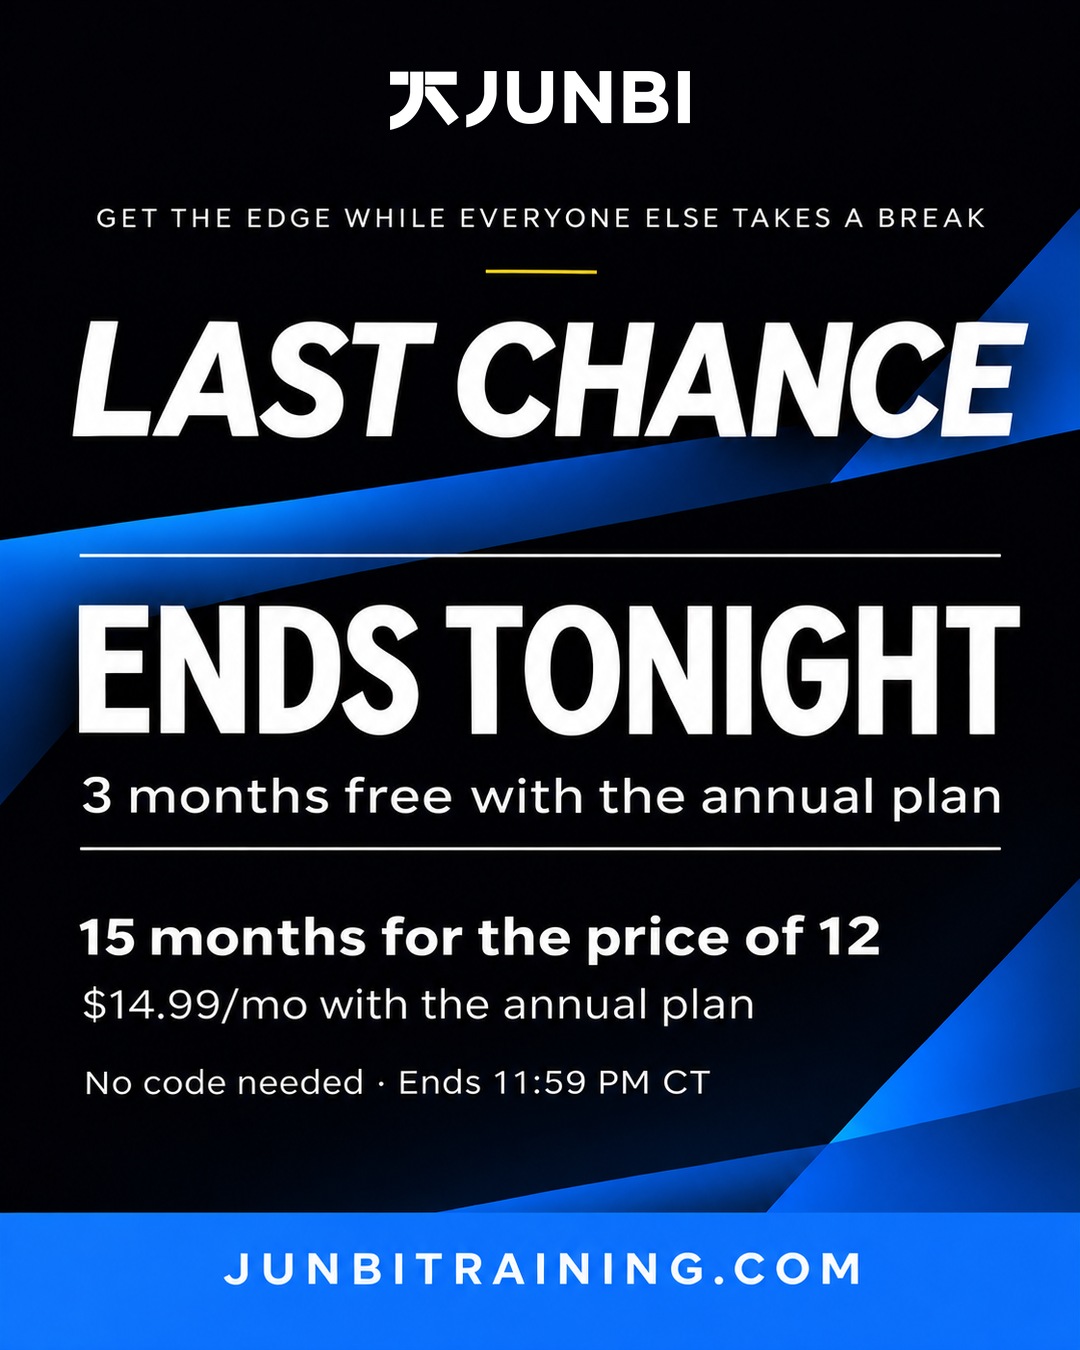 JUNBI
GET THE EDGE WHILE EVERYONE ELSE TAKES A BREAK
LAST CHANCE
ENDS TONIGHT
3 months free with the annual plan
15 months for the price of 12
$14.99/mo with the annual plan
No code needed · Ends 11:59 PM CT
JUNBITRAINING.COM